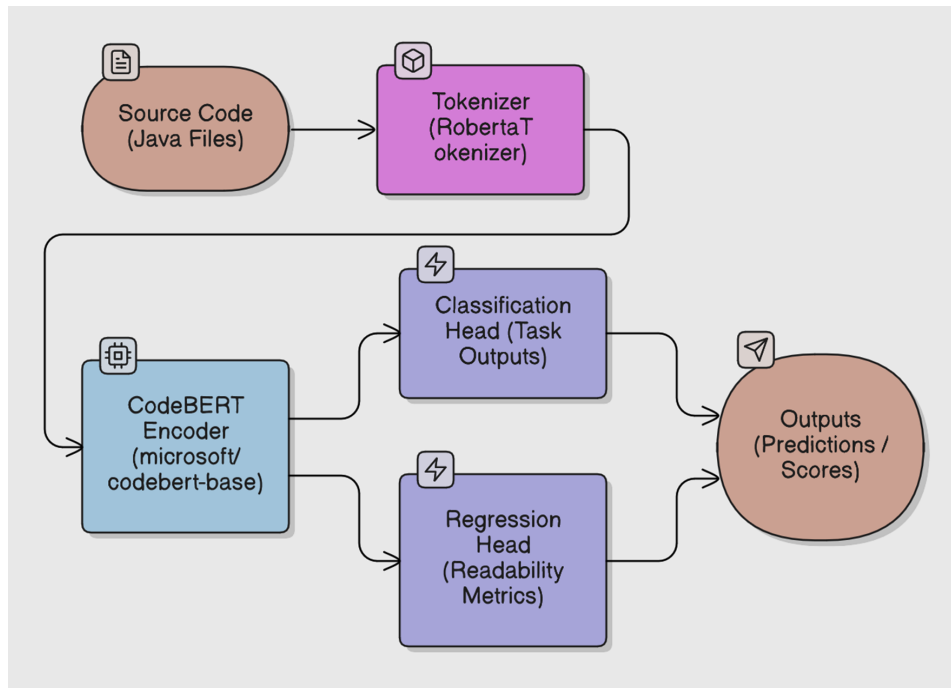 Source Code
(Java Files)
Tokenizer
(RobertaT
okenizer)
Classification
Head (Task
Outputs)
CodeBERT
Encoder
(microsoft/
codebert-base)
Outputs
(Predictions /
Scores)
Regression
Head
(Readability
Metrics)